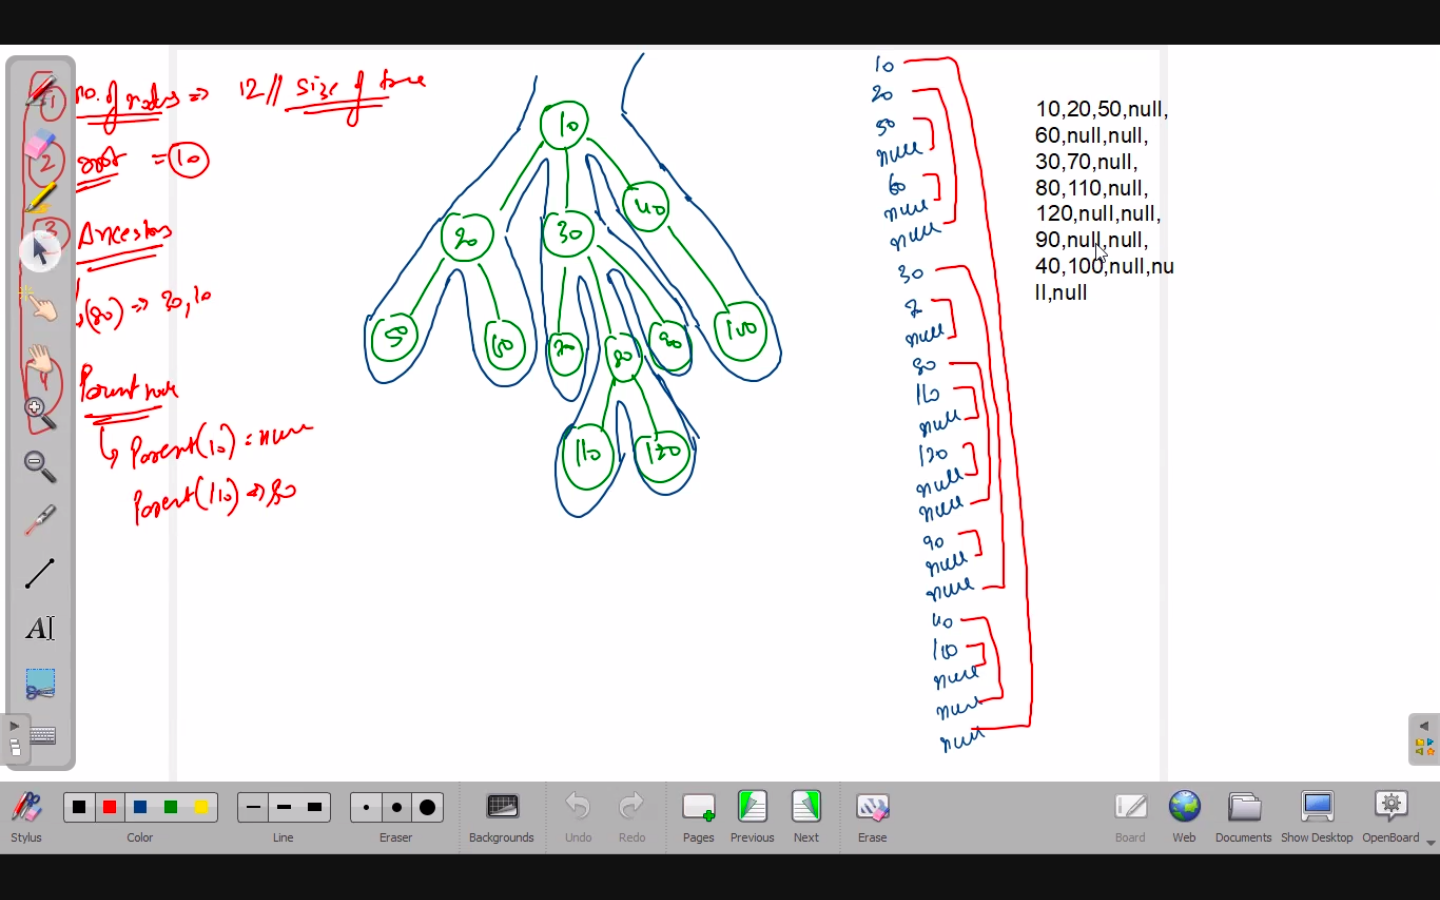 1 no. of nodes => 12 // size of tree
2 root = 10
3 Ancestors
(80) => 30, 10
4 Parent node
Parent(10) = null
Parent(110) => 80
10
20 30 40
50 60 70 80 90 100
110 120
10
20
50
null
60
null
null
30
70
null
80
110
null
120
null
null
90
null
null
40
100
null
null
null
10,20,50,null,
60,null,null,
30,70,null,
80,110,null,
120,null,null,
90,null,null,
40,100,null,nu
ll,null
A
Stylus Color Line Eraser Backgrounds Undo Redo Pages Previous Next Erase Board Web Documents Show Desktop OpenBoard